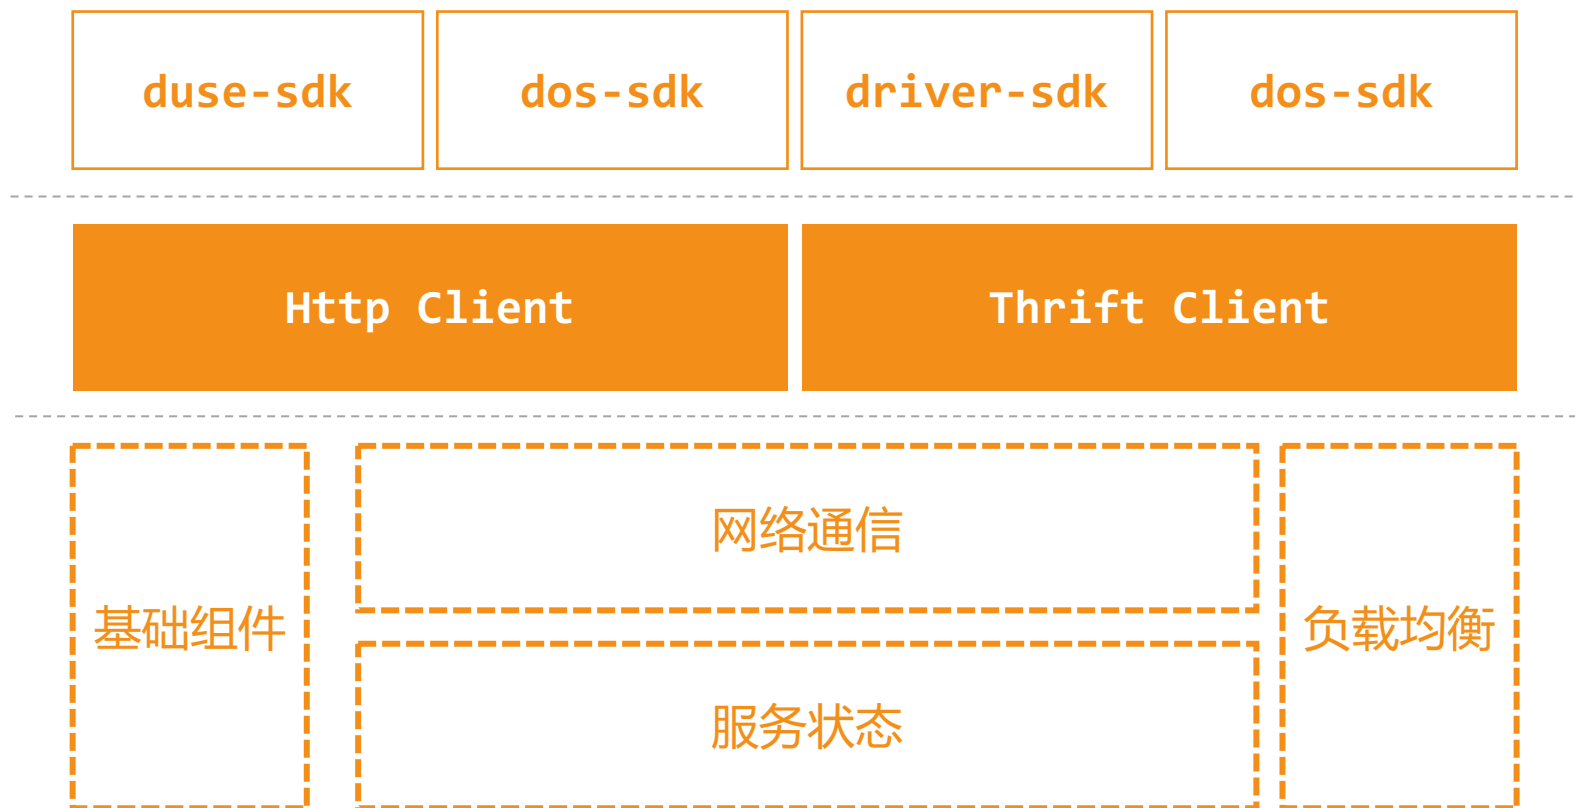 duse-sdk
dos-sdk
driver-sdk
dos-sdk
Http Client
Thrift Client
基础组件
网络通信
服务状态
负载均衡